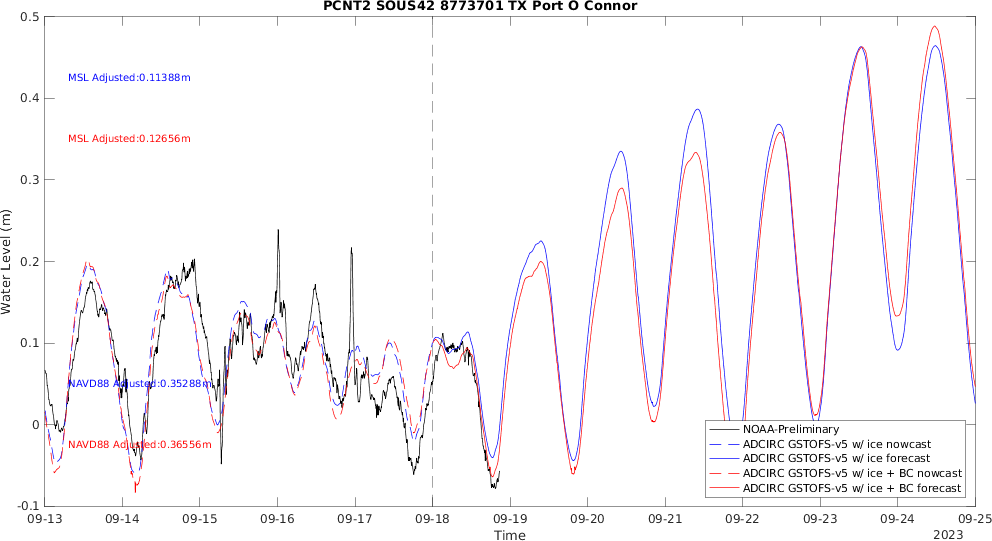 PCNT2 SOUS42 8773701 TX Port O Connor
0.5
0.4
0.3
0.2
0.1
0
-0.1
Water Level (m)
MSL Adjusted:0.11388m
MSL Adjusted:0.12656m
NAVD88 Adjusted:0.35288m
NAVD88 Adjusted:0.36556m
NOAA-Preliminary
ADCIRC GSTOFS-v5 w/ ice nowcast
ADCIRC GSTOFS-v5 w/ ice forecast
ADCIRC GSTOFS-v5 w/ ice + BC nowcast
ADCIRC GSTOFS-v5 w/ ice + BC forecast
09-13 09-14 09-15 09-16 09-17 09-18 09-19 09-20 09-21 09-22 09-23 09-24 09-25
Time
2023